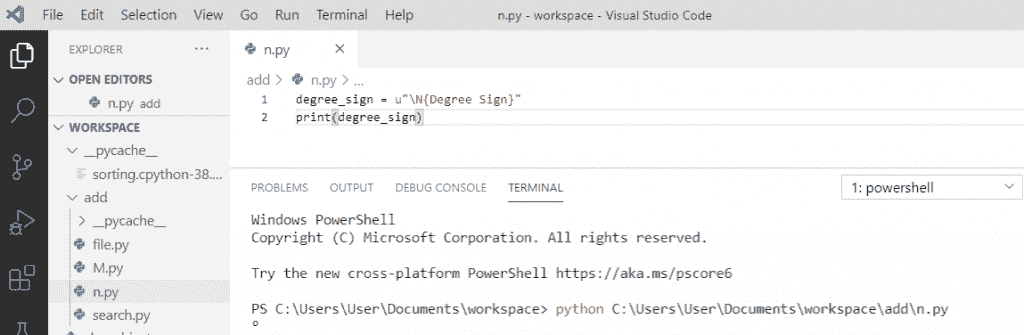 File Edit Selection View Go Run Terminal Help n.py - workspace - Visual Studio Code
EXPLORER ...
OPEN EDITORS
n.py add
WORKSPACE
__pycache__
sorting.cpython-38....
add
__pycache__
file.py
M.py
n.py
search.py
n.py
add > n.py > ...
1 degree_sign = u"\N{Degree Sign}"
2 print(degree_sign)
PROBLEMS OUTPUT DEBUG CONSOLE TERMINAL 1: powershell
Windows PowerShell
Copyright (C) Microsoft Corporation. All rights reserved.
Try the new cross-platform PowerShell https://aka.ms/pscore6
PS C:\Users\User\Documents\workspace> python C:\Users\User\Documents\workspace\add\n.py
°